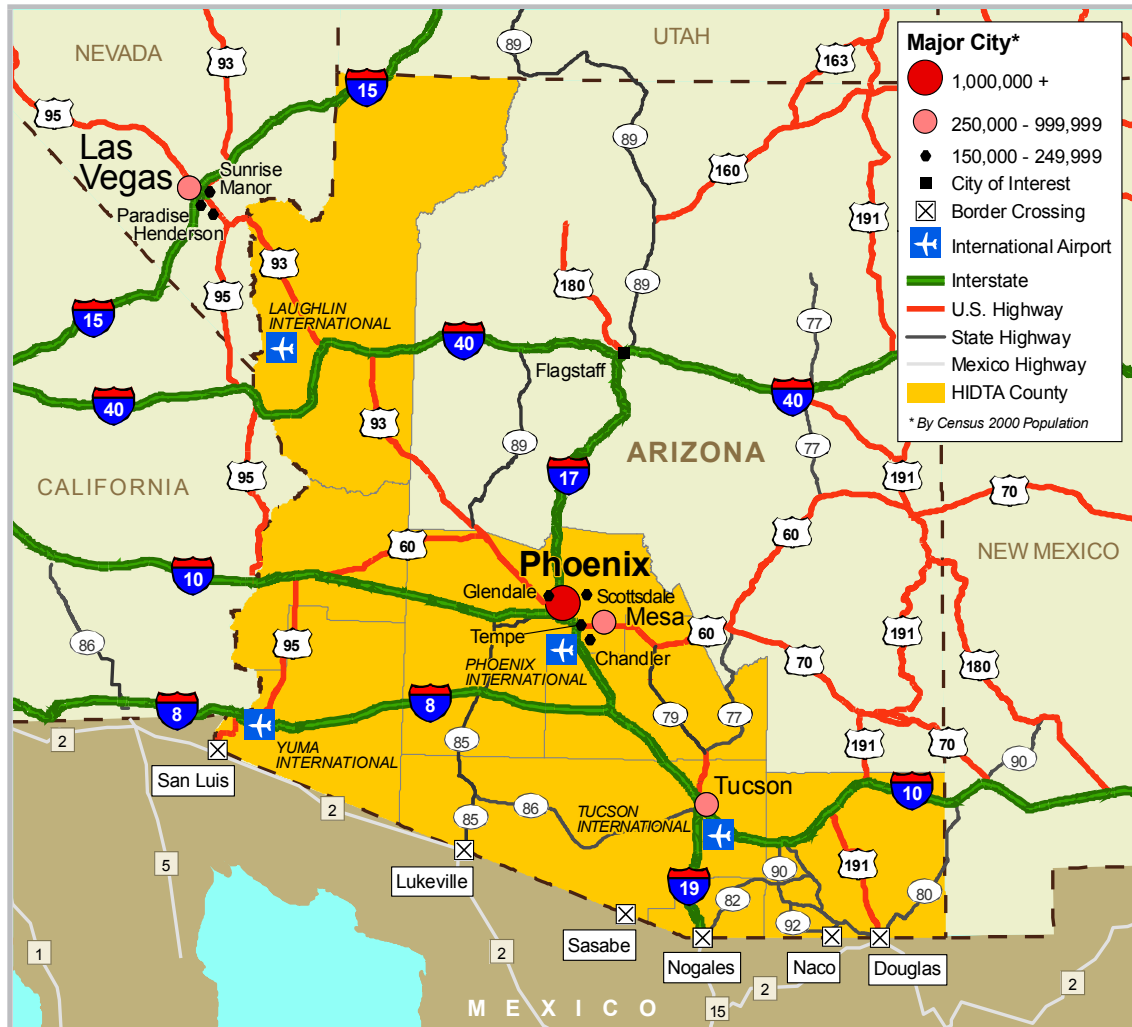 NEVADA
UTAH
93
89
163
15
95
Las
Vegas
Sunrise
Manor
Paradise
Henderson
89
160
191
93
95
15
180
89
77
LAUGHLIN
INTERNATIONAL
40
Flagstaff
40
40
93
89
ARIZONA
77
95
CALIFORNIA
17
191
70
60
60
NEW MEXICO
10
Phoenix
10
Glendale
Scottsdale
Mesa
86
Tempe
60
191
95
Chandler
70
180
PHOENIX
INTERNATIONAL
8
8
79
77
2
85
191
70
90
YUMA
INTERNATIONAL
San Luis
Tucson
10
2
86
TUCSON
INTERNATIONAL
85
5
90
191
Lukeville
19
82
80
92
Sasabe
Nogales
Naco
Douglas
1
2
2
2
15
MEXICO
Major City*
1,000,000 +
250,000 - 999,999
150,000 - 249,999
City of Interest
Border Crossing
International Airport
Interstate
U.S. Highway
State Highway
Mexico Highway
HIDTA County
* By Census 2000 Population